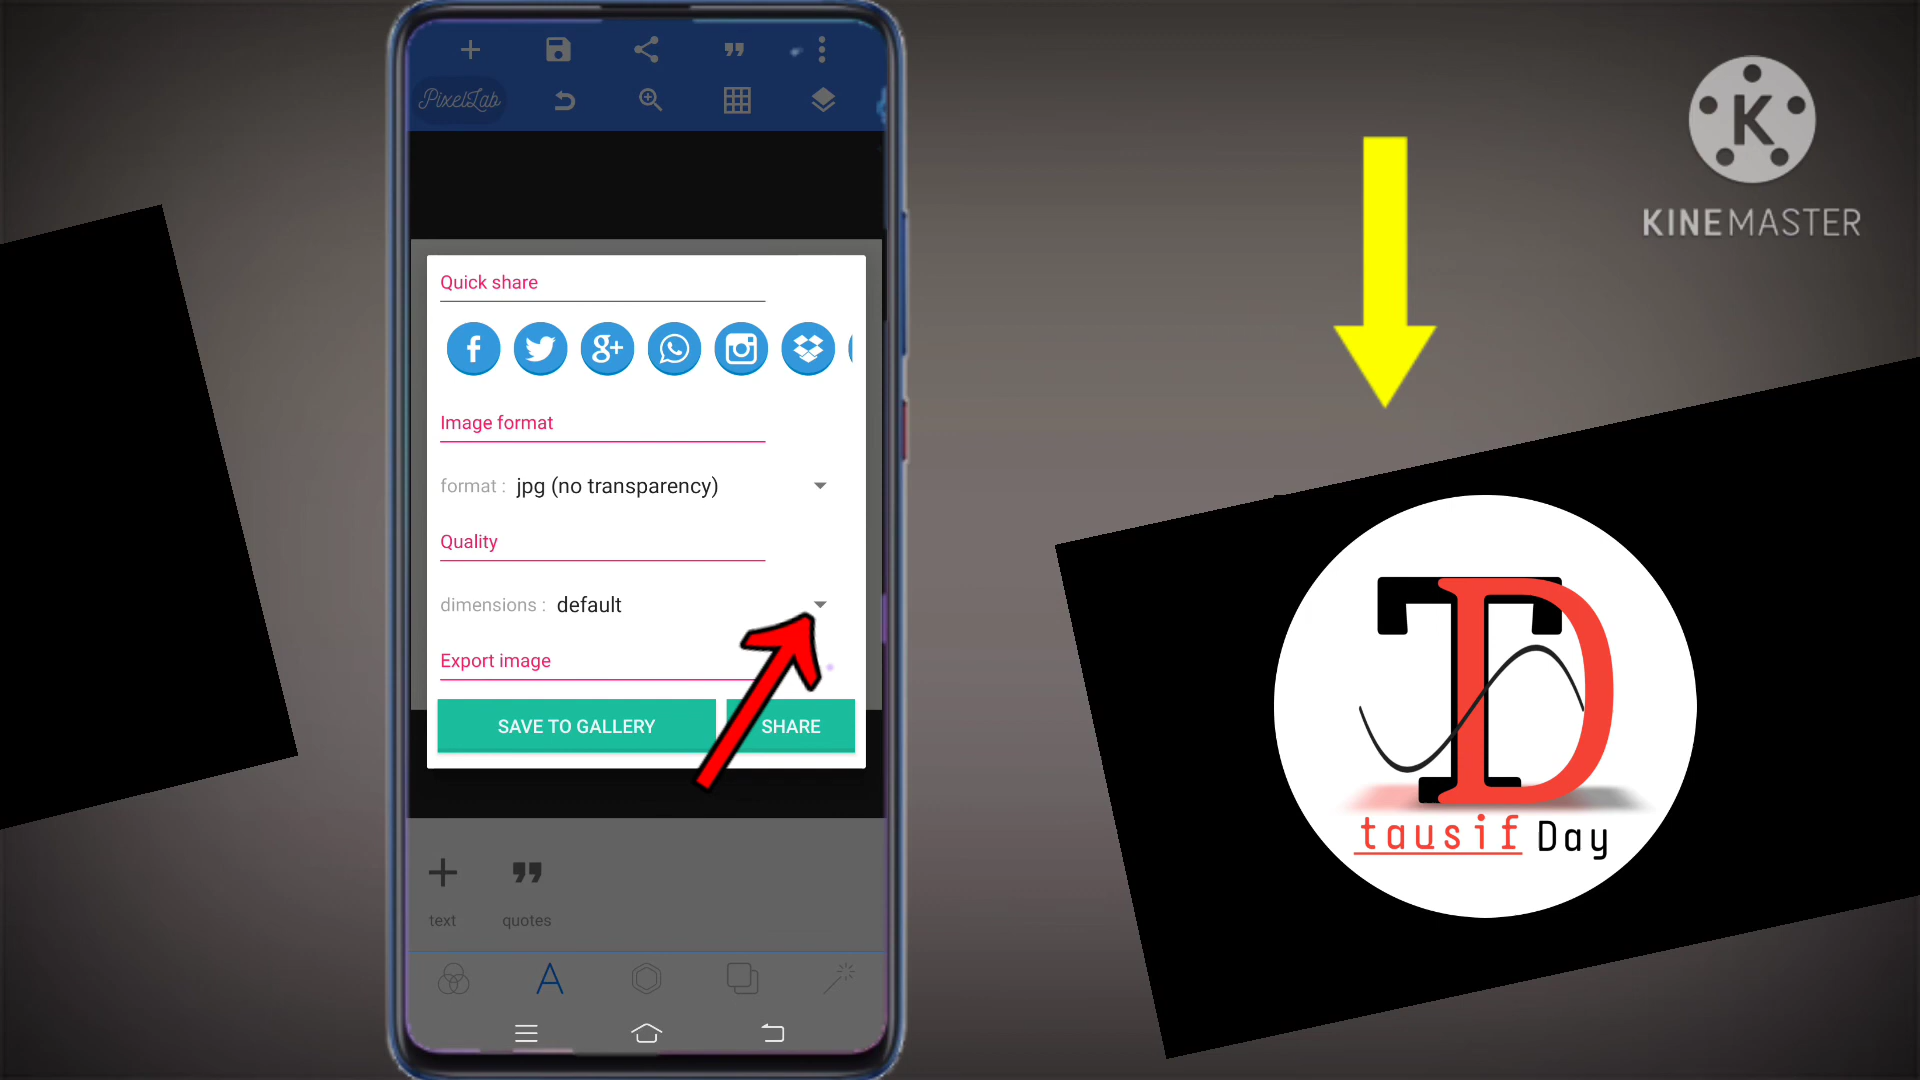 PixelLab
Quick share
Image format
format : jpg (no transparency)
Quality
dimensions : default
Export image
SAVE TO GALLERY
SHARE
text
quotes
K
KINEMASTER
TD
tausif Day